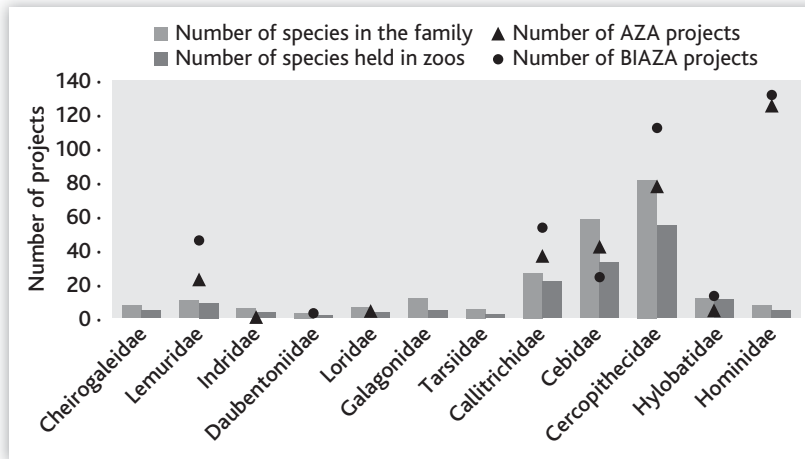 Number of species in the family ▲ Number of AZA projects
Number of species held in zoos ● Number of BIAZA projects
Number of projects
140
120
100
80
60
40
20
0
Cheirogaleidae
Lemuridae
Indridae
Daubentoniidae
Loridae
Galagonidae
Tarsiidae
Callitrichidae
Cebidae
Cercopithecidae
Hylobatidae
Hominidae